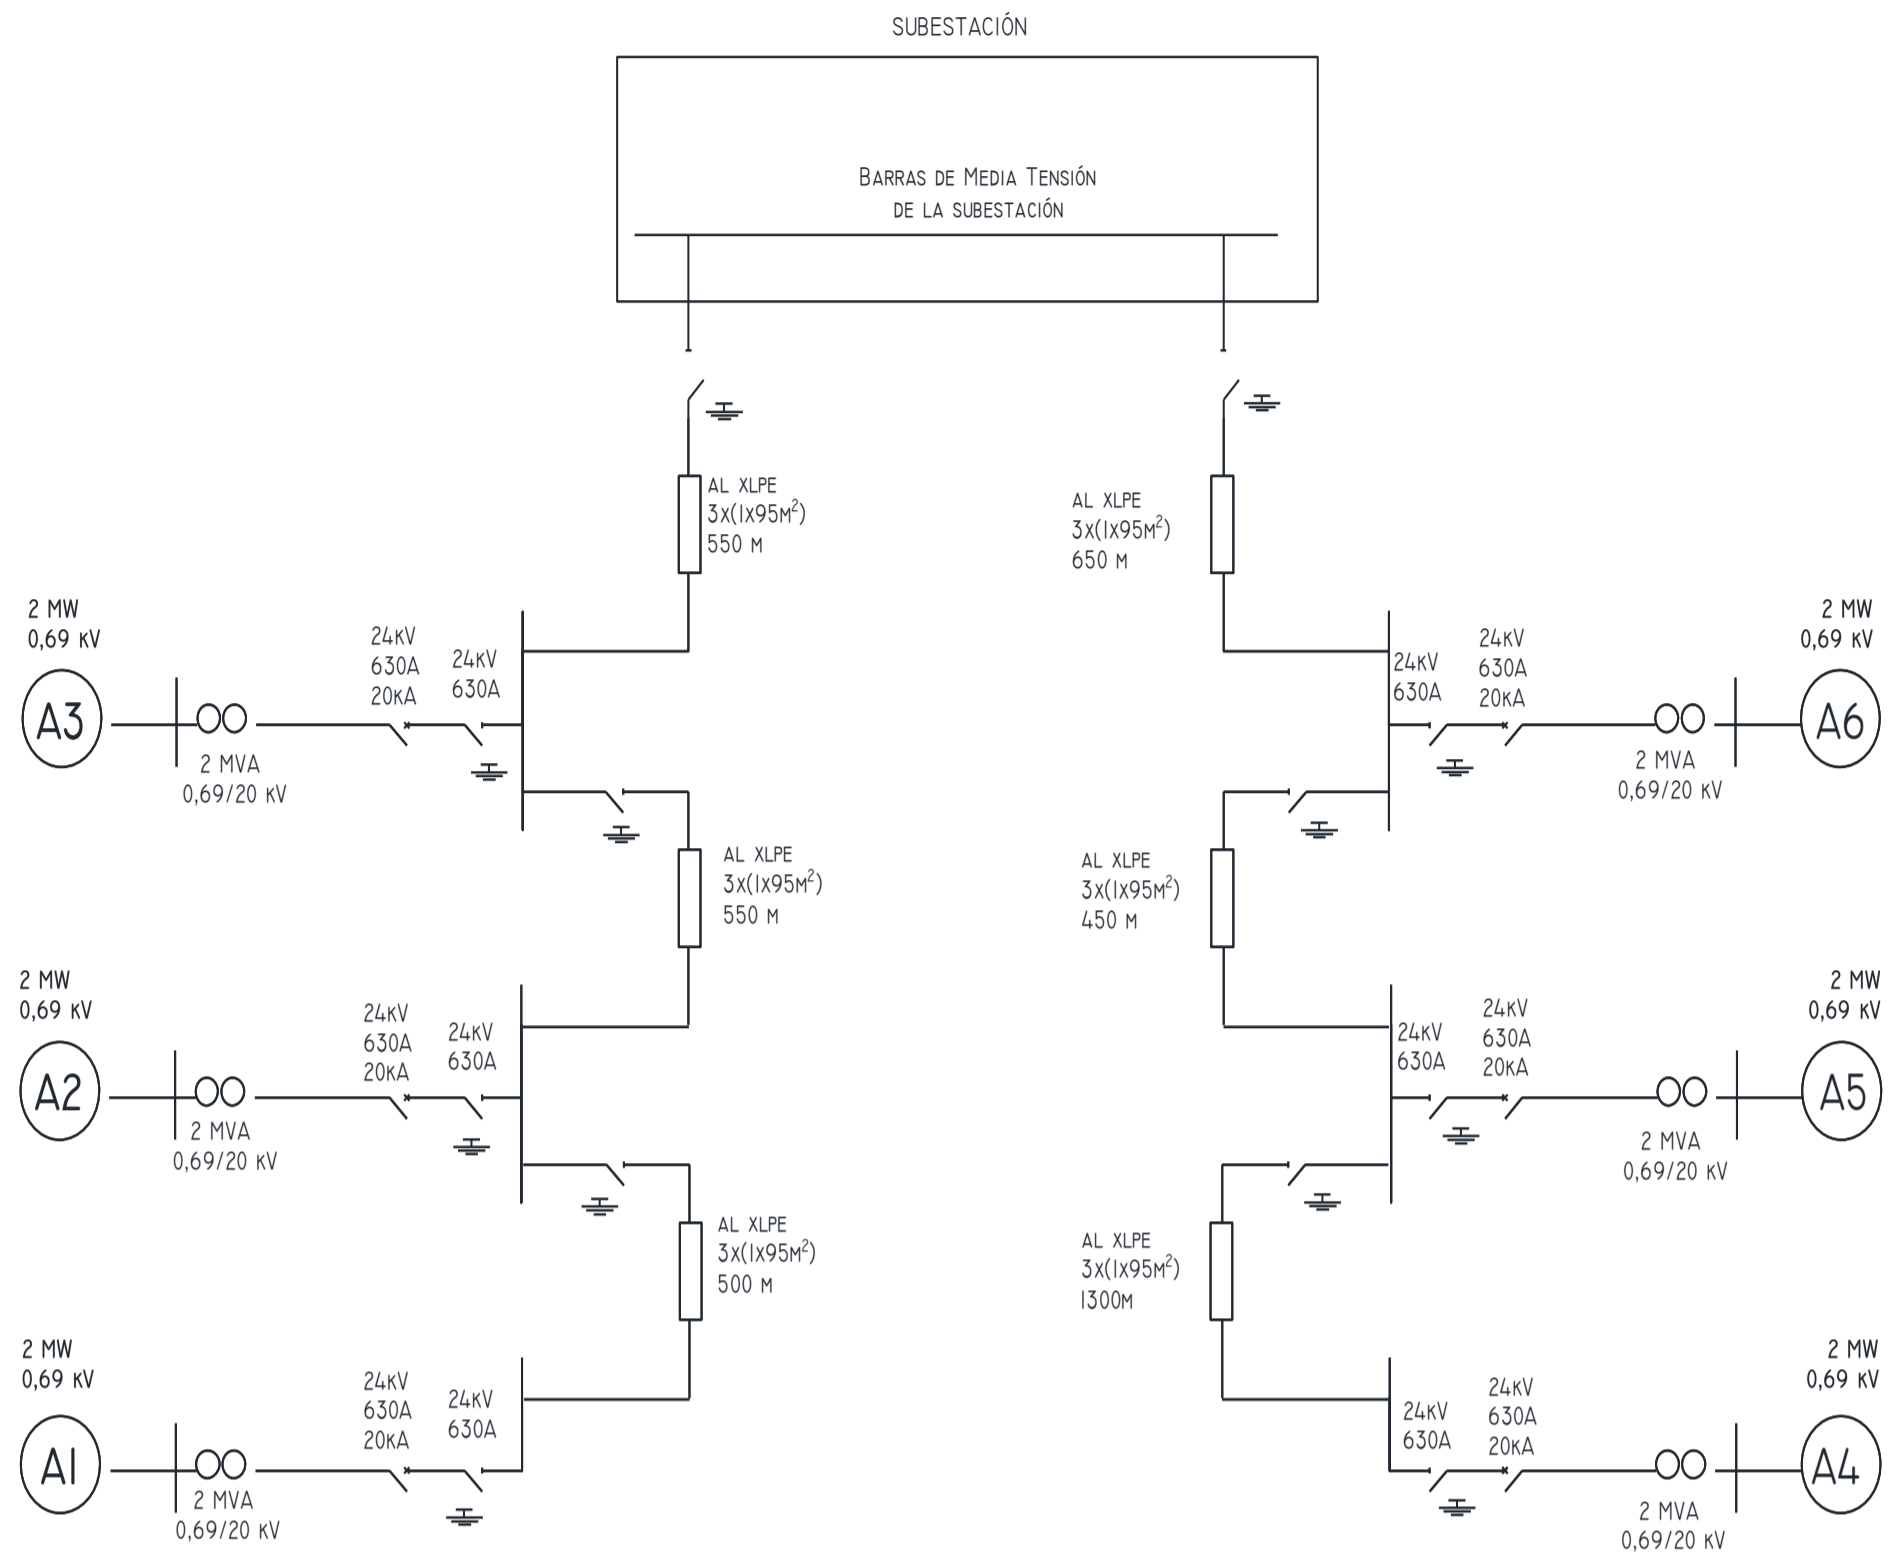 SUBESTACIÓN
BARRAS DE MEDIA TENSIÓN
DE LA SUBESTACIÓN
AL XLPE
3x(1x95M²)
550 M
AL XLPE
3x(1x95M²)
650 M
2 MW
0,69 KV
A3
2 MVA
0,69/20 KV
24KV
630A
20KA
24KV
630A
24KV
630A
24KV
630A
20KA
2 MVA
0,69/20 KV
2 MW
0,69 KV
A6
AL XLPE
3x(1x95M²)
550 M
AL XLPE
3x(1x95M²)
450 M
2 MW
0,69 KV
A2
2 MVA
0,69/20 KV
24KV
630A
20KA
24KV
630A
24KV
630A
24KV
630A
20KA
2 MVA
0,69/20 KV
2 MW
0,69 KV
A5
AL XLPE
3x(1x95M²)
500 M
AL XLPE
3x(1x95M²)
1300M
2 MW
0,69 KV
A1
2 MVA
0,69/20 KV
24KV
630A
20KA
24KV
630A
24KV
630A
24KV
630A
20KA
2 MVA
0,69/20 KV
2 MW
0,69 KV
A4